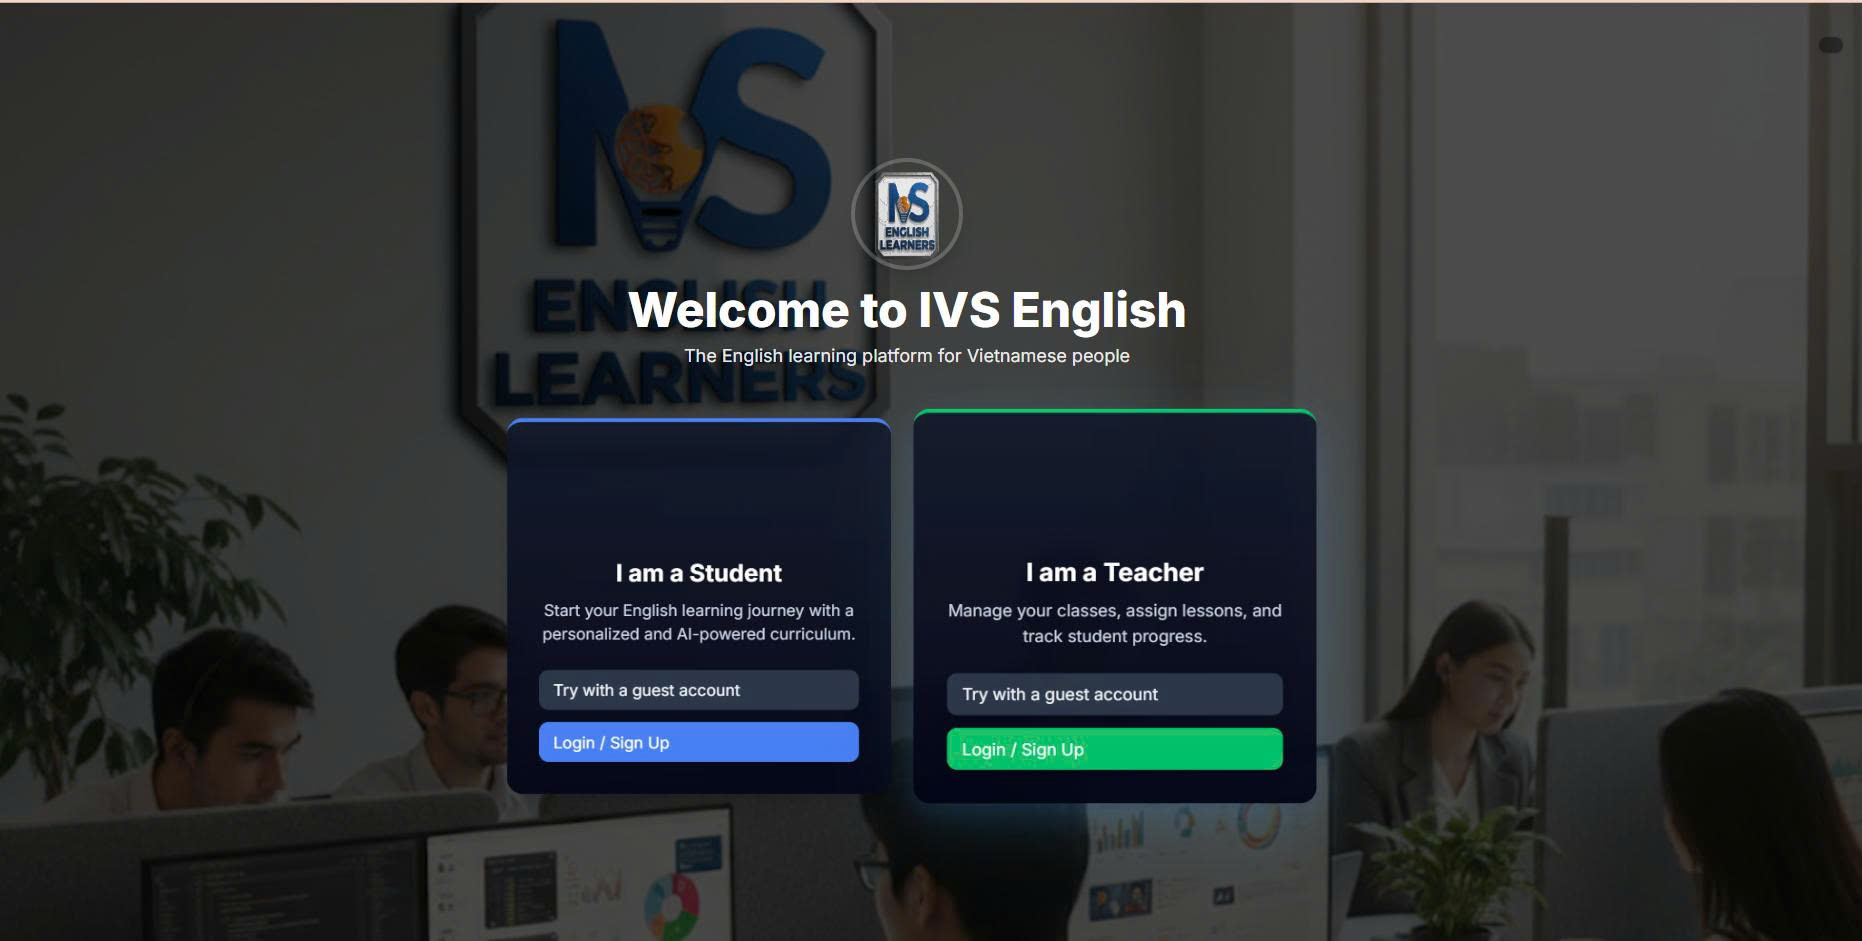 IVS
ENGLISH
LEARNERS
IVS
ENGLISH
LEARNERS
Welcome to IVS English
The English learning platform for Vietnamese people
I am a Student
Start your English learning journey with a
personalized and AI-powered curriculum.
Try with a guest account
Login / Sign Up
I am a Teacher
Manage your classes, assign lessons, and
track student progress.
Try with a guest account
Login / Sign Up